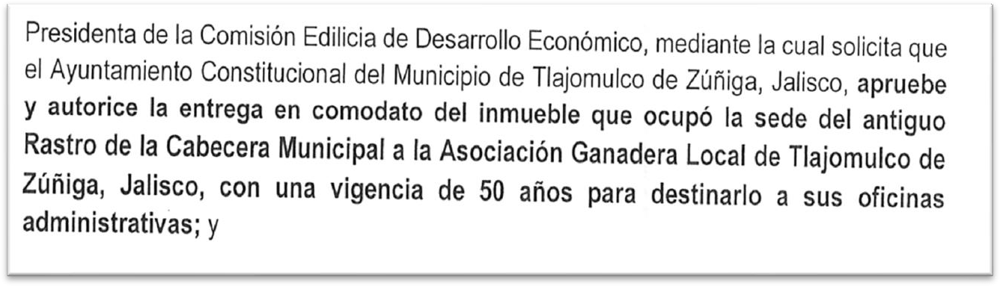 Presidenta de la Comisión Edilicia de Desarrollo Económico, mediante la cual solicita que
el Ayuntamiento Constitucional del Municipio de Tlajomulco de Zúñiga, Jalisco, apruebe
y autorice la entrega en comodato del inmueble que ocupó la sede del antiguo
Rastro de la Cabecera Municipal a la Asociación Ganadera Local de Tlajomulco de
Zúñiga, Jalisco, con una vigencia de 50 años para destinarlo a sus oficinas
administrativas; y